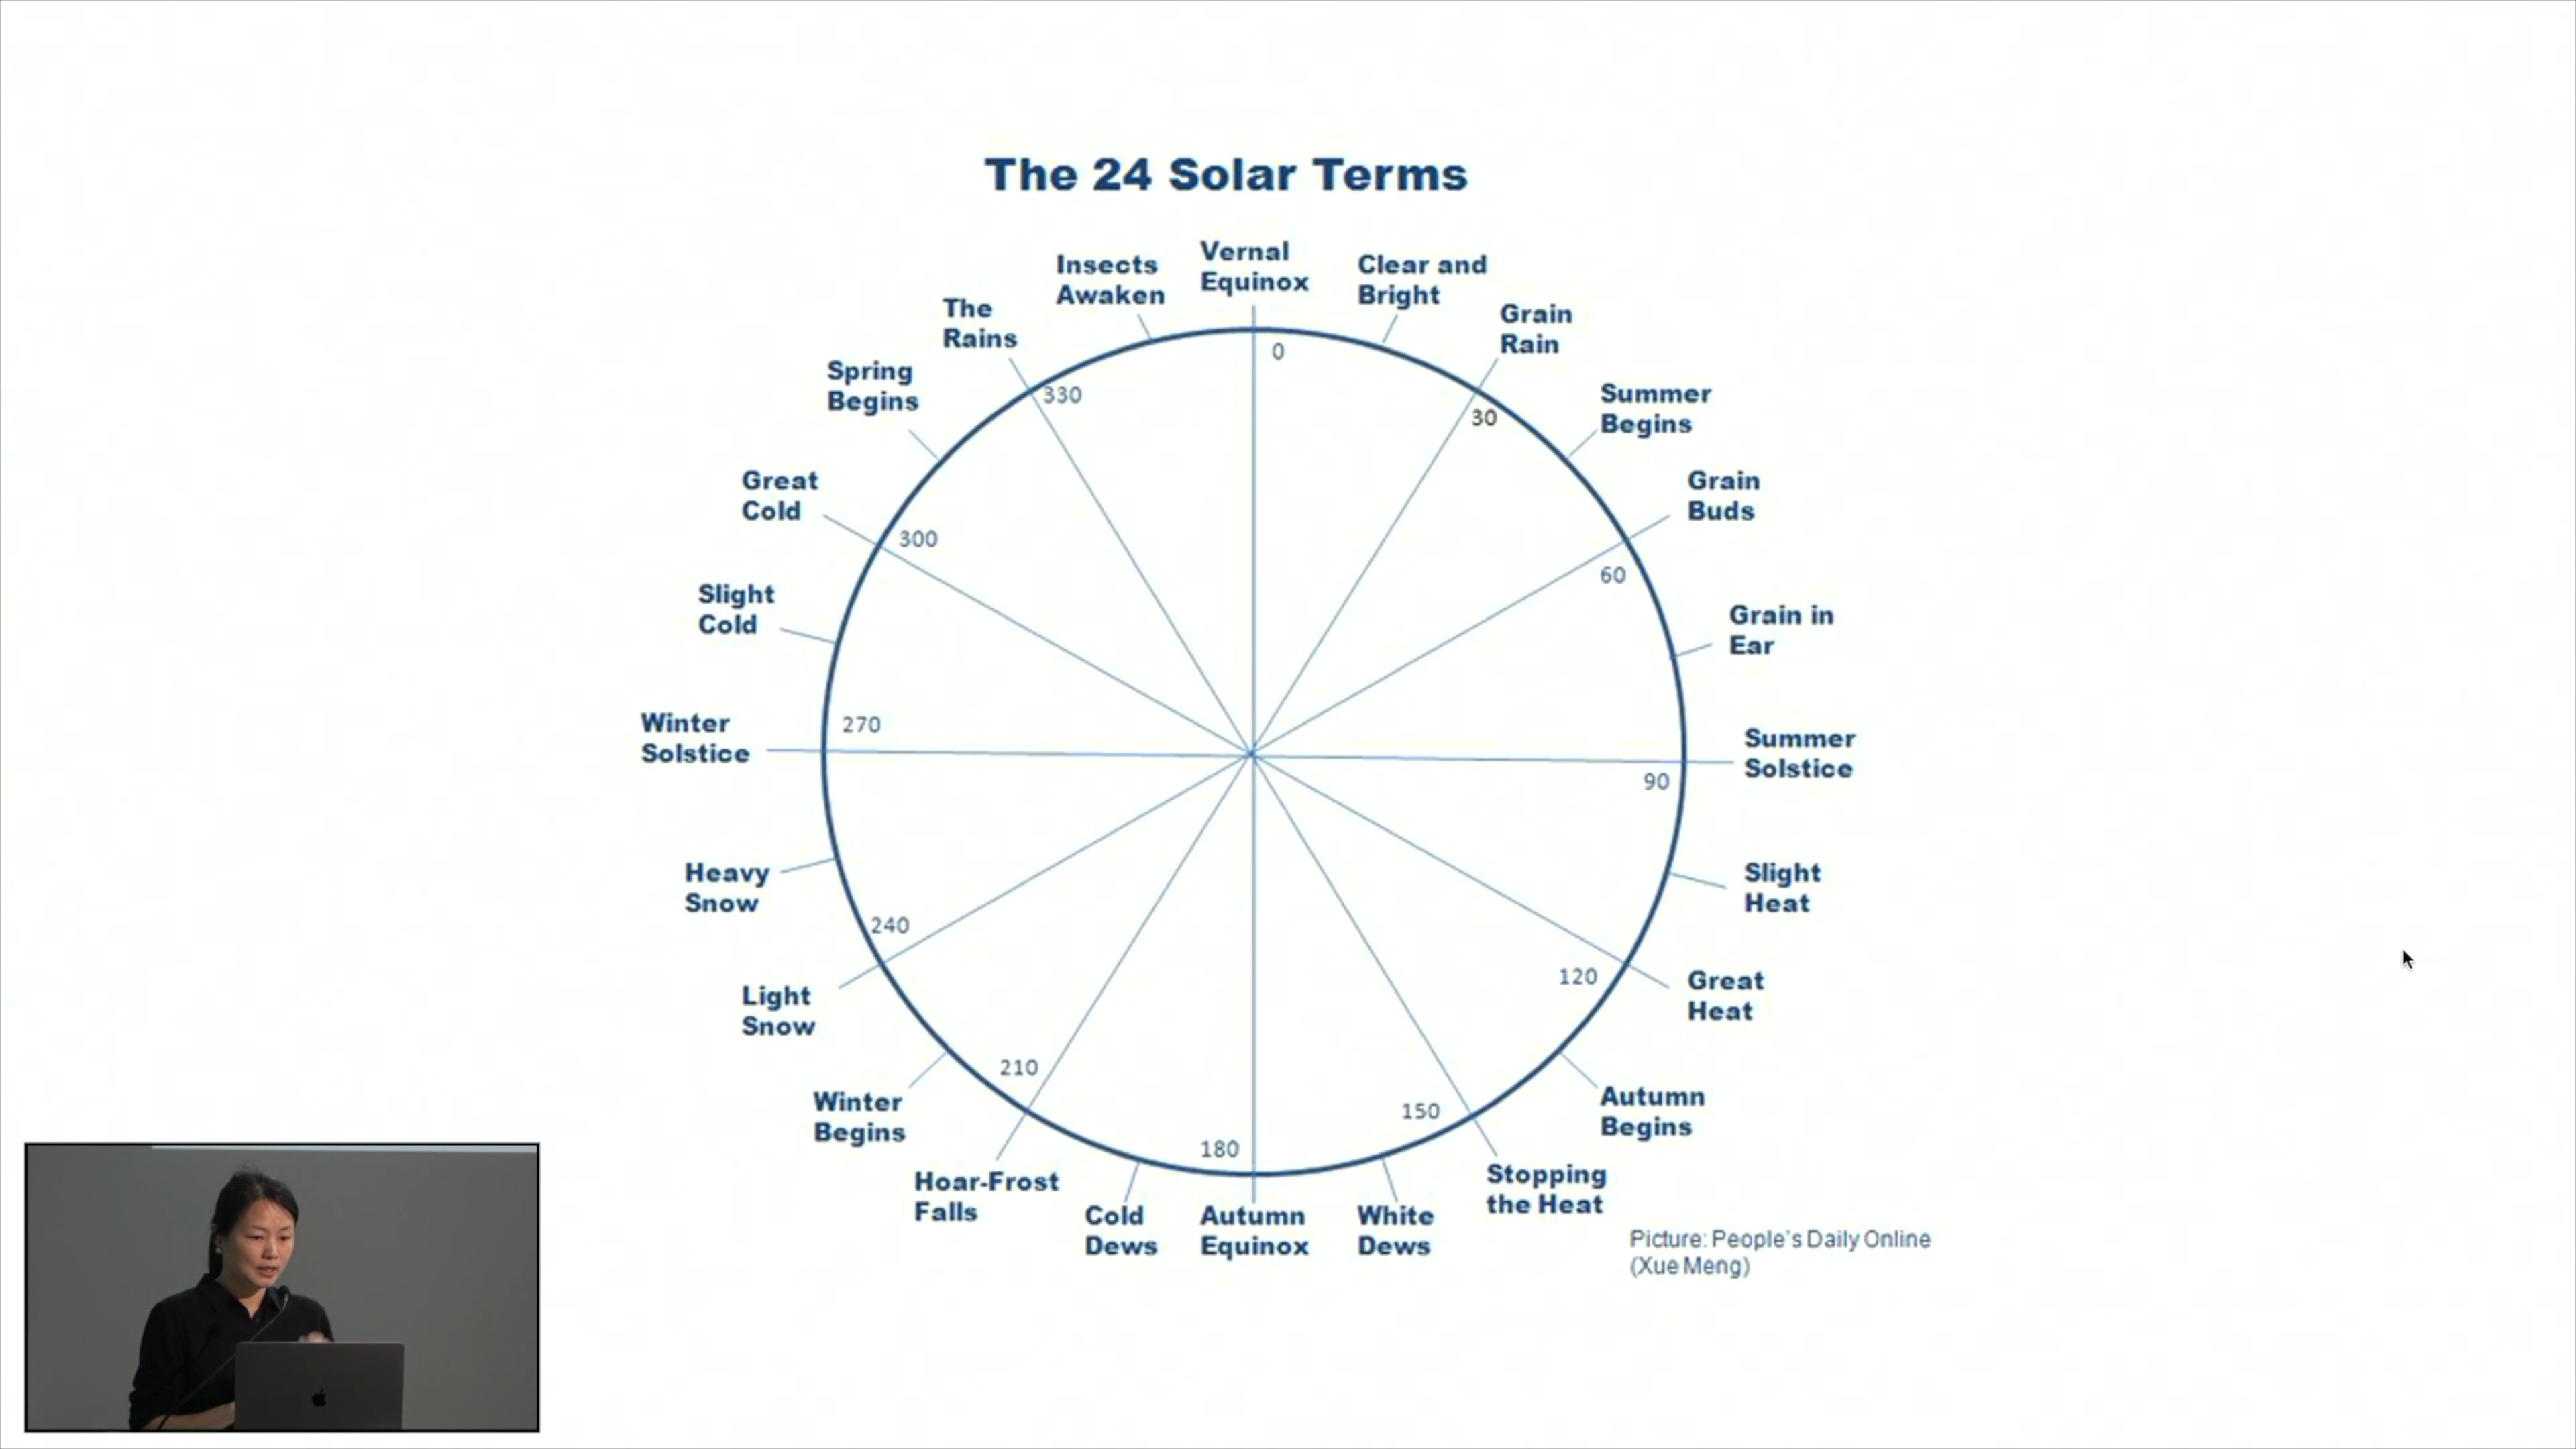 The 24 Solar Terms
Vernal
Equinox
Clear and
Bright
Grain
Rain
Summer
Begins
Grain
Buds
Grain in
Ear
Summer
Solstice
Slight
Heat
Great
Heat
Autumn
Begins
Stopping
the Heat
White
Dews
Autumn
Equinox
Cold
Dews
Hoar-Frost
Falls
Winter
Begins
Light
Snow
Heavy
Snow
Winter
Solstice
Slight
Cold
Great
Cold
Spring
Begins
The
Rains
Insects
Awaken
0
30
60
90
120
150
180
210
240
270
300
330
Picture: People's Daily Online
(Xue Meng)